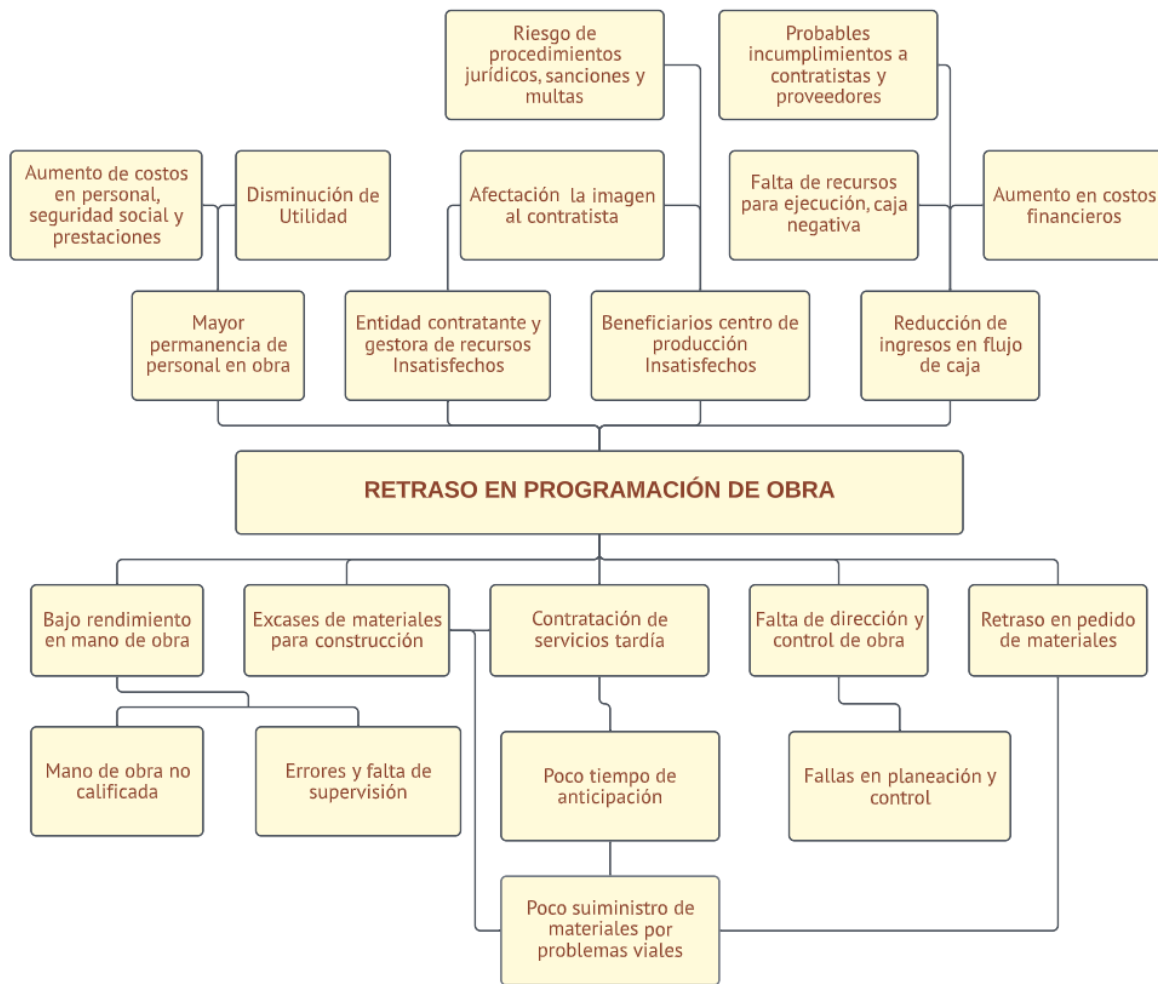 Riesgo de
procedimientos
jurídicos, sanciones y
multas
Probables
incumplimientos a
contratistas y
proveedores
Aumento de costos
en personal,
seguridad social y
prestaciones
Disminución de
Utilidad
Afectación la imagen
al contratista
Falta de recursos
para ejecución, caja
negativa
Aumento en costos
financieros
Mayor
permanencia de
personal en obra
Entidad contratante y
gestora de recursos
Insatisfechos
Beneficiarios centro de
producción
Insatisfechos
Reducción de
ingresos en flujo
de caja
RETRASO EN PROGRAMACIÓN DE OBRA
Bajo rendimiento
en mano de obra
Excases de materiales
para construcción
Contratación de
servicios tardía
Falta de dirección y
control de obra
Retraso en pedido
de materiales
Mano de obra no
calificada
Errores y falta de
supervisión
Poco tiempo de
anticipación
Fallas en planeación y
control
Poco suiministro de
materiales por
problemas viales